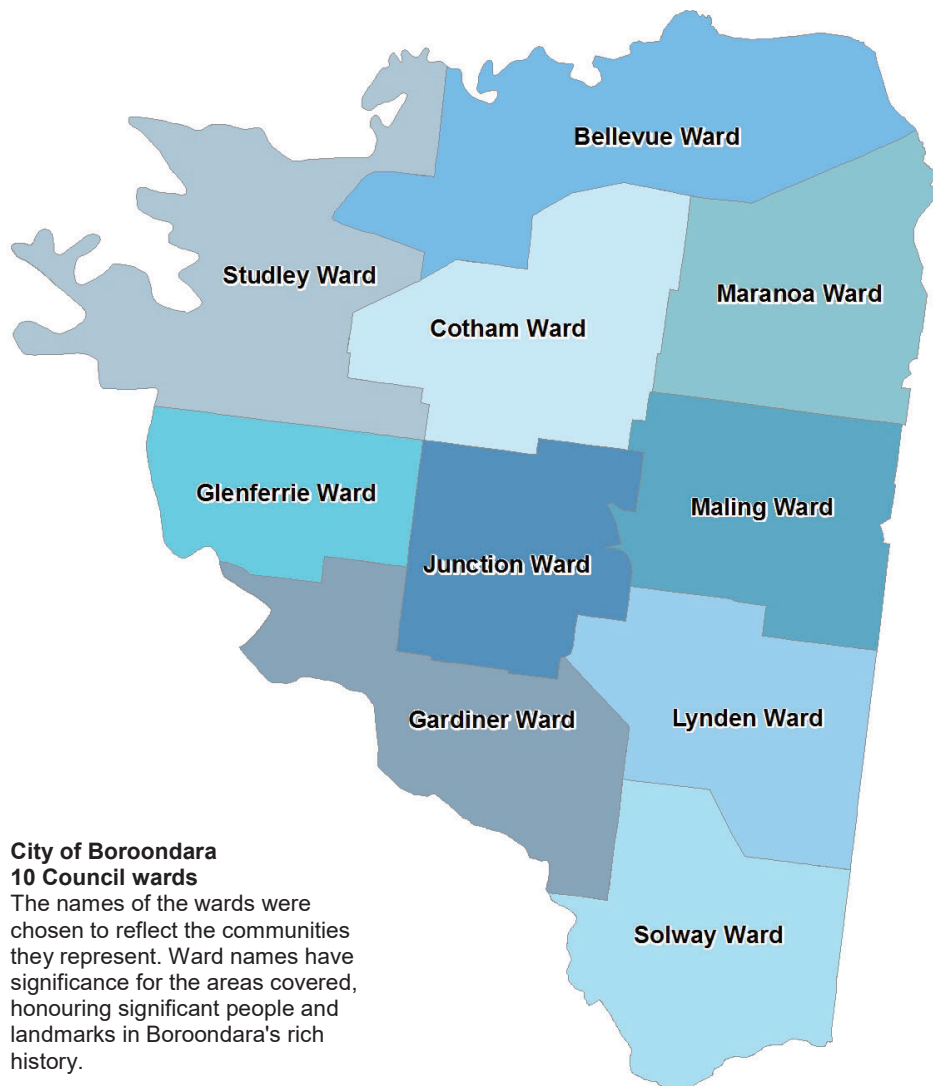 Bellevue Ward
Studley Ward
Maranoa Ward
Cotham Ward
Glenferrie Ward
Maling Ward
Junction Ward
Gardiner Ward
Lynden Ward
Solway Ward
City of Boroondara
10 Council wards
The names of the wards were
chosen to reflect the communities
they represent. Ward names have
significance for the areas covered,
honouring significant people and
landmarks in Boroondara's rich
history.